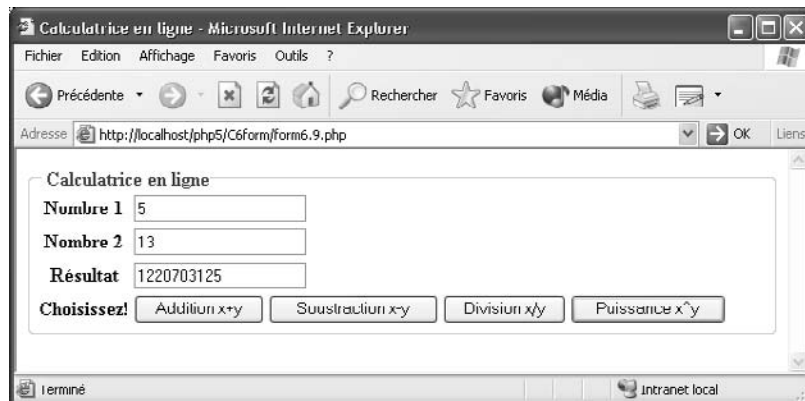 Calculatrice en ligne - Microsoft Internet Explorer
Fichier Edition Affichage Favoris Outils ?
Précédente Rechercher Favoris Média
Adresse http://localhost/php5/C6form/form6.9.php OK Liens
Calculatrice en ligne
Nombre 1 5
Nombre 2 13
Résultat 1220703125
Choisissez! Addition x+y Soustraction x-y Division x/y Puissance x^y
Terminé Intranet local